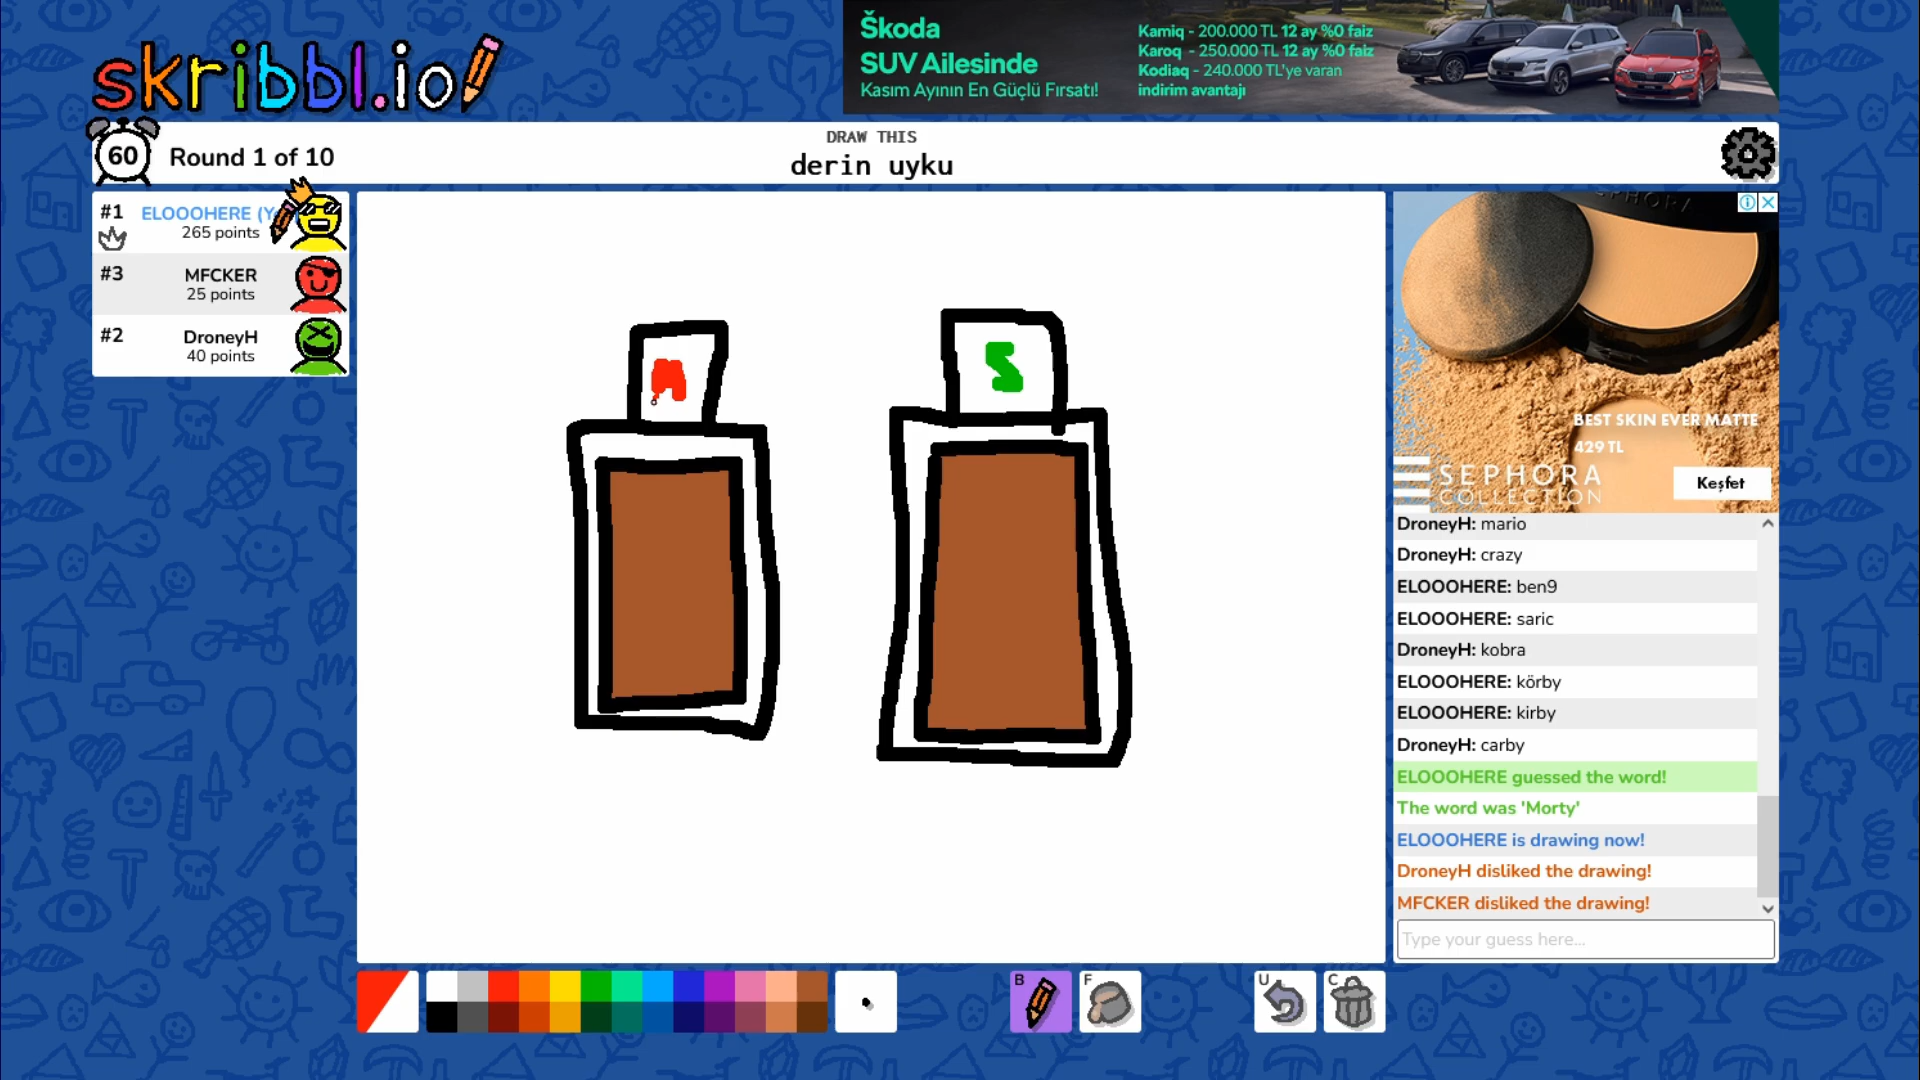 skribbl.io
Škoda
SUV Ailesinde
Kasım Ayının En Güçlü Fırsatı!
Kamiq - 200.000 TL 12 ay %0 faiz
Karoq - 250.000 TL 12 ay %0 faiz
Kodiaq - 240.000 TL'ye varan
indirim avantajı
60
Round 1 of 10
DRAW THIS
derin uyku
#1
265 points
#3
MFCKER
25 points
#2
DroneyH
40 points
ELOOOHERE
A
S
BEST SKIN EVER MATTE
429 TL
SEPHORA
COLLECTION
Keşfet
DroneyH: mario
DroneyH: crazy
ELOOOHERE: ben9
ELOOOHERE: saric
DroneyH: kobra
ELOOOHERE: körby
ELOOOHERE: kirby
DroneyH: carby
ELOOOHERE guessed the word!
The word was 'Morty'
ELOOOHERE is drawing now!
DroneyH disliked the drawing!
MFCKER disliked the drawing!
Type your guess here...
B
F
U
C